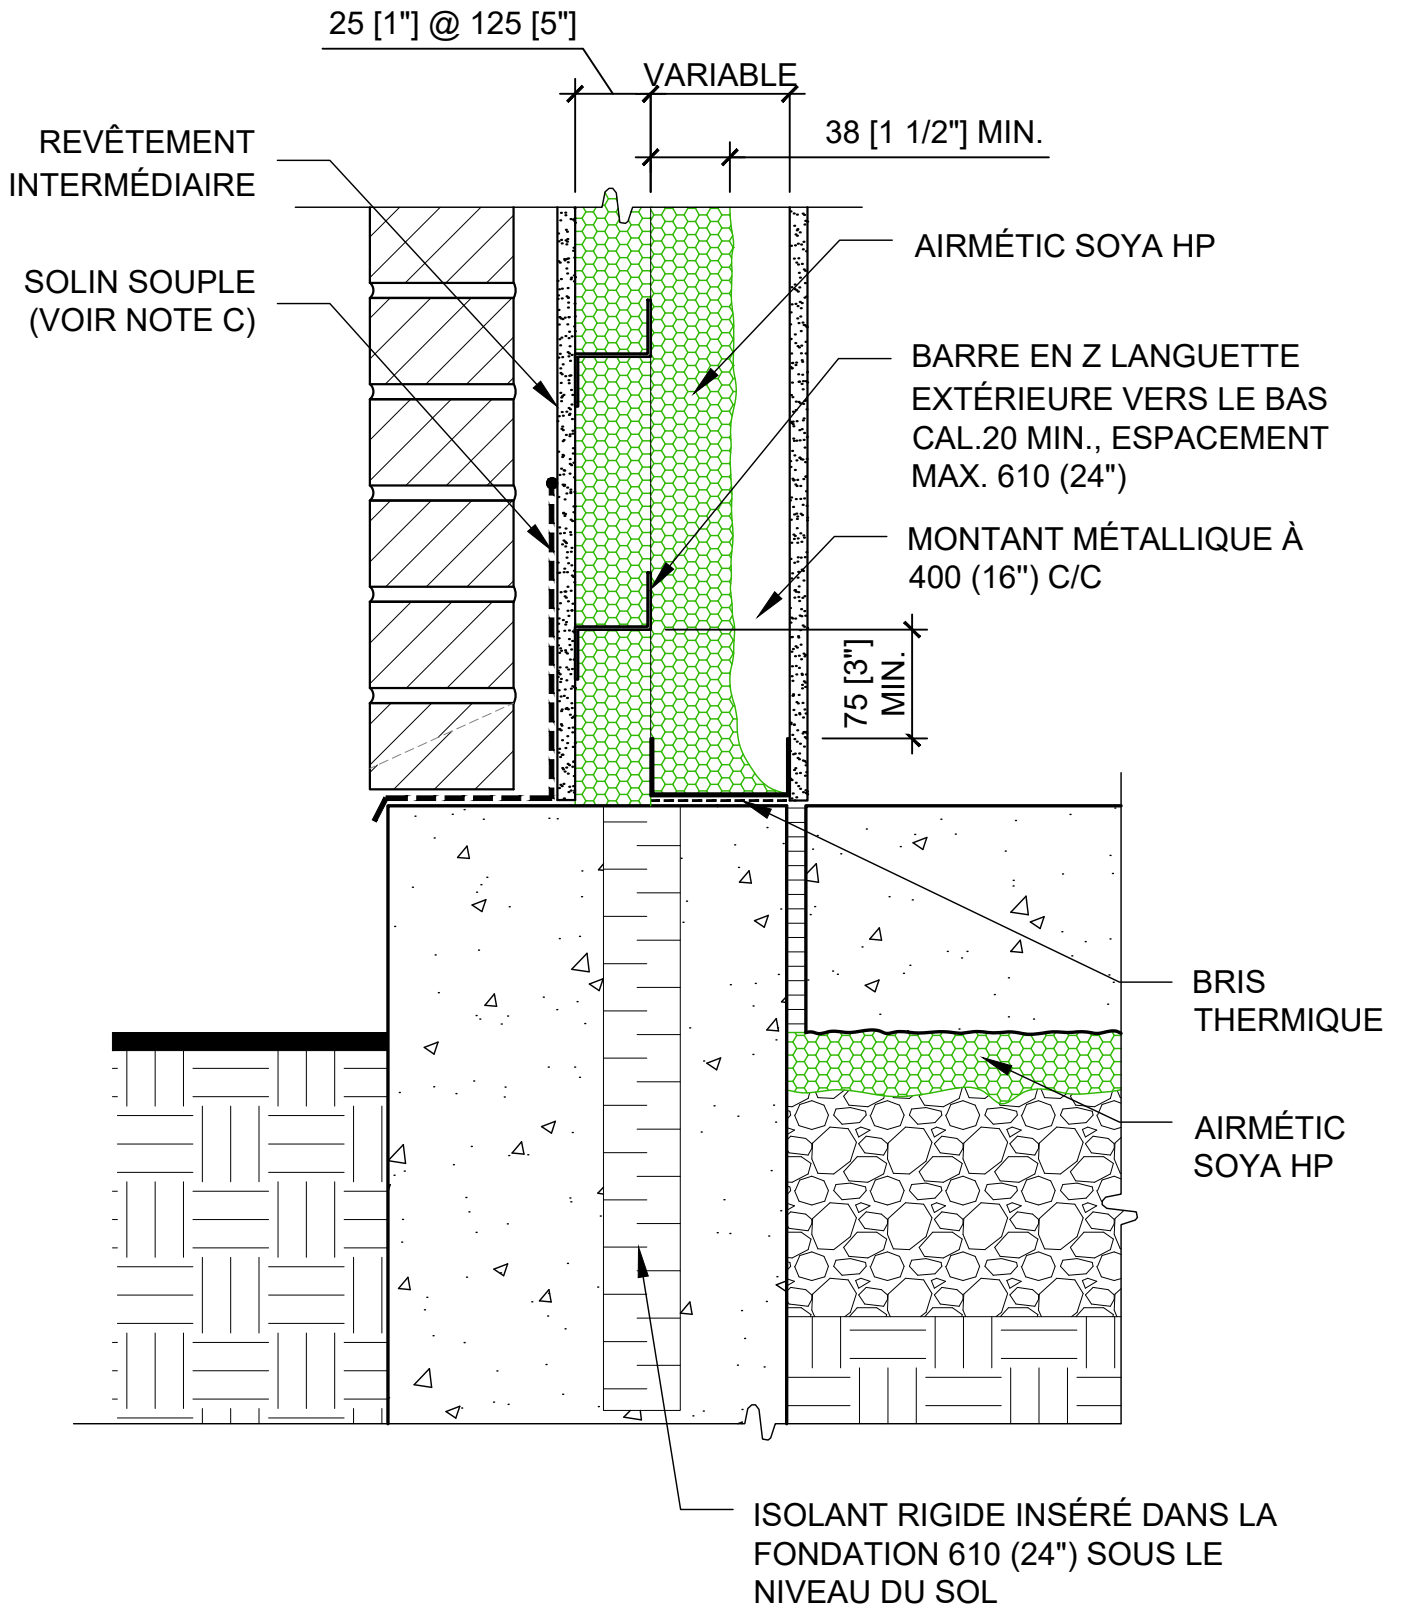 25 [1"] @ 125 [5"]
VARIABLE
38 [1 1/2"] MIN.
REVÊTEMENT
INTERMÉDIAIRE
SOLIN SOUPLE
(VOIR NOTE C)
AIRMÉTIC SOYA HP
BARRE EN Z LANGUETTE
EXTÉRIEURE VERS LE BAS
CAL.20 MIN., ESPACEMENT
MAX. 610 (24")
MONTANT MÉTALLIQUE À
400 (16") C/C
75 [3"]
MIN.
BRIS
THERMIQUE
AIRMÉTIC
SOYA HP
ISOLANT RIGIDE INSÉRÉ DANS LA
FONDATION 610 (24") SOUS LE
NIVEAU DU SOL